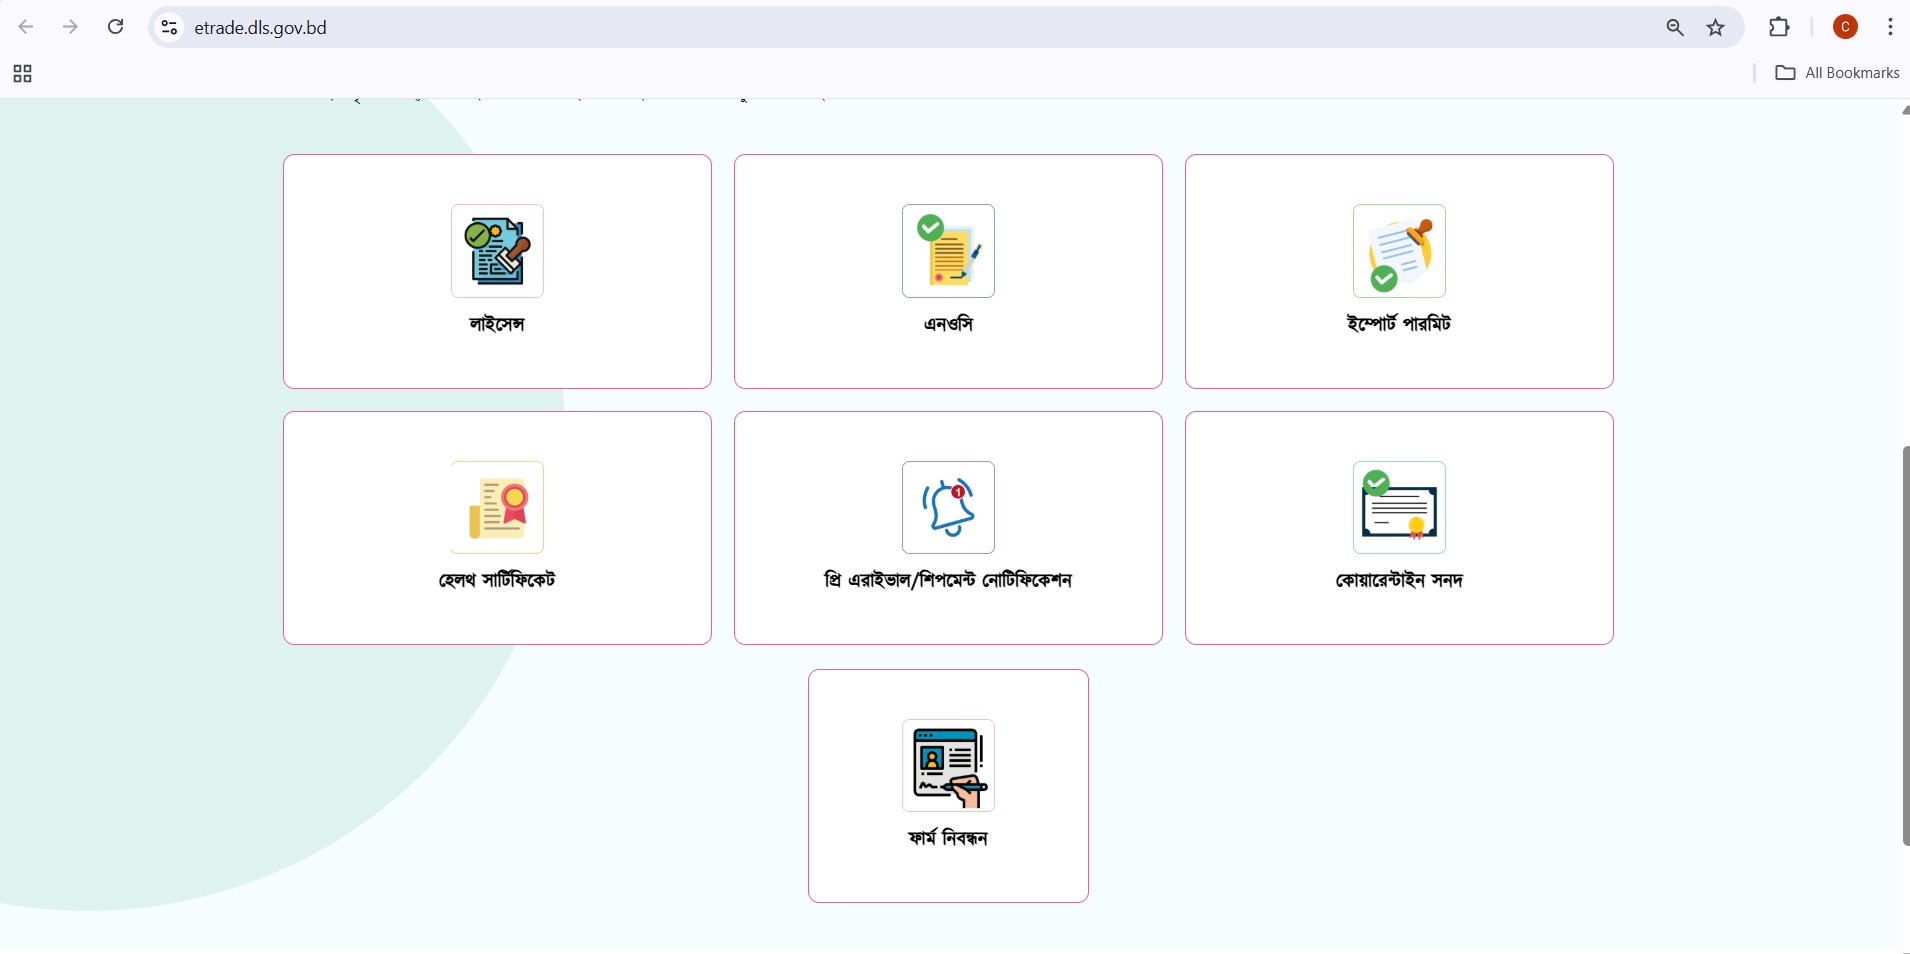 etrade.dls.gov.bd
All Bookmarks
লাইসেন্স
এনওসি
ইম্পোর্ট পারমিট
হেলথ সার্টিফিকেট
প্রি এরাইভাল/শিপমেন্ট নোটিফিকেশন
কোয়ারেন্টাইন সনদ
ফার্ম নিবন্ধন
C
1